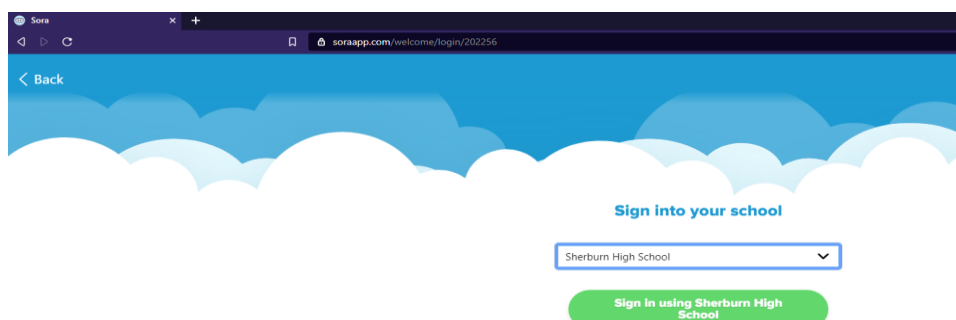 Sora
soraapp.com/welcome/login/202256
Back
Sign into your school
Sherburn High School
Sign in using Sherburn High
School